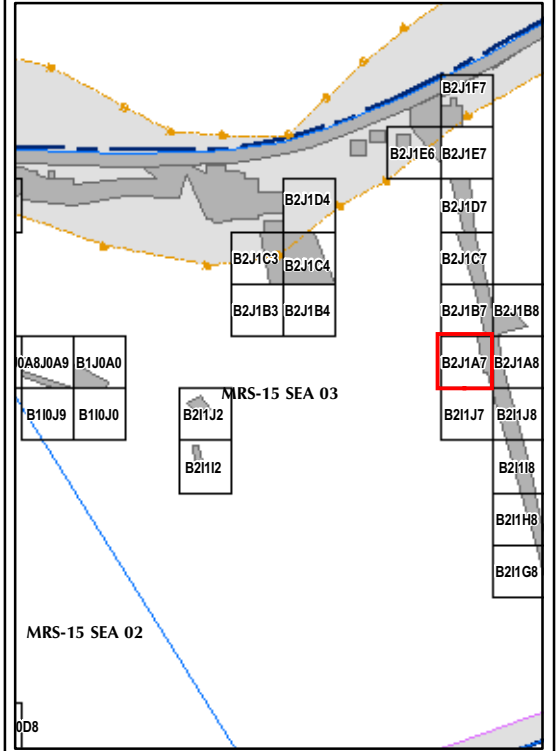 B2J1F7
B2J1E6 B2J1E7
B2J1D4 B2J1D7
B2J1C3 B2J1C4 B2J1C7
B2J1B3 B2J1B4 B2J1B7 B2J1B8
0A8J0A9 B1J0A0 B2J1A7 B2J1A8
MRS-15 SEA 03
B1I0J9 B1I0J0 B2I1J2 B2I1J7 B2I1J8
B2I1I2 B2I1I8
B2I1H8
B2I1G8
MRS-15 SEA 02
0D8